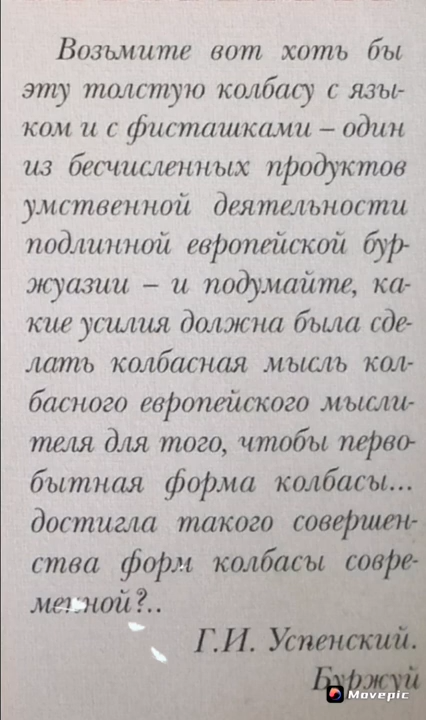 Возьмите вот хоть бы
эту толстую колбасу с язы-
ком и с фисташками – один
из бесчисленных продуктов
умственной деятельности
подлинной европейской бур-
жуазии – и подумайте, ка-
кие усилия должна была сде-
лать колбасная мысль кол-
басного европейского мысли-
теля для того, чтобы перво-
бытная форма колбасы...
достигла такого совершен-
ства форм колбасы совре-
менной?..
Г.И. Успенский.
Буржуй
Movepic